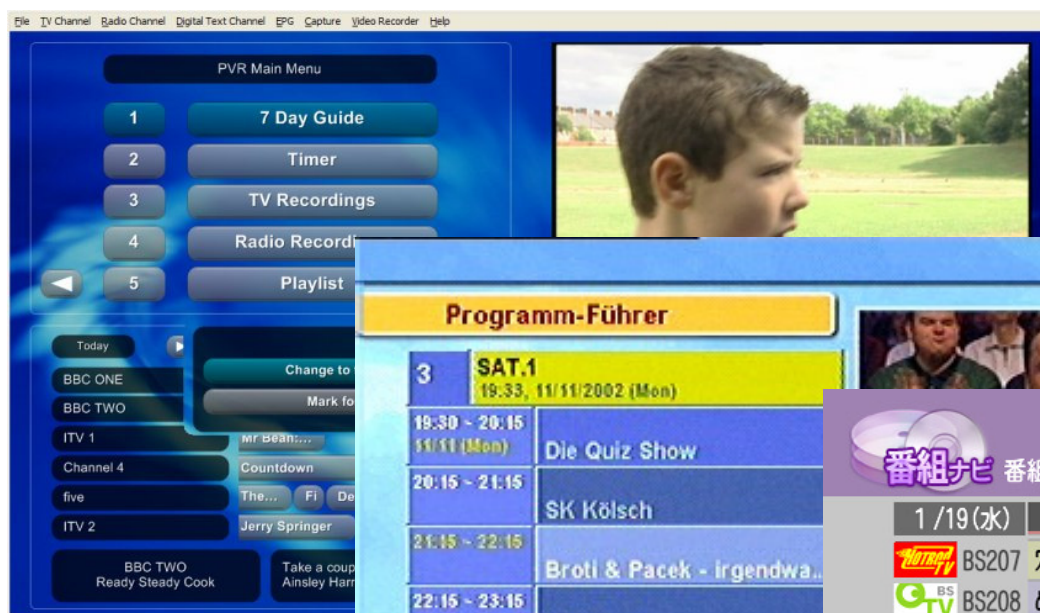 File TV Channel Radio Channel Digital Text Channel EPG Capture Video Recorder Help
PVR Main Menu
1 7 Day Guide
2 Timer
3 TV Recordings
4 Radio Recordi
5 Playlist
Today
Change to
Mark fo
BBC ONE
BBC TWO
ITV 1 Mr Bean:...
Channel 4 Countdown
five The... Fi De
ITV 2 Jerry Springer
BBC TWO
Ready Steady Cook
Take a coup
Ainsley Harr
Programm-Führer
3 SAT.1
19:33, 11/11/2002 (Mon)
19:30 ~ 20:15
11/11 (Mon) Die Quiz Show
20:15 ~ 21:15
SK Kölsch
21:15 ~ 22:15
Broti & Pacek - irgendwa..
22:15 ~ 23:15
番組ナビ 番組
1/19(水)
HOTROD TV BS207
QTV BS BS208